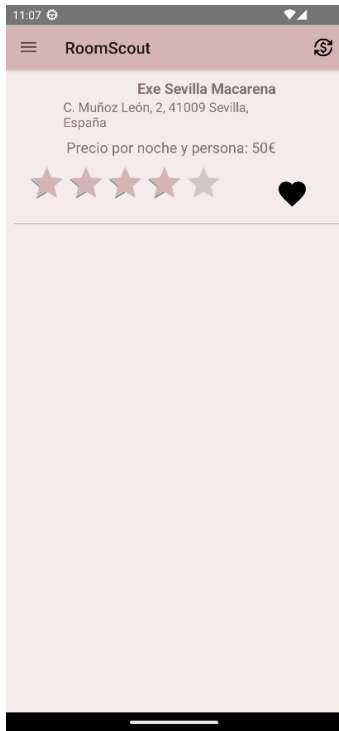 11:07
RoomScout
Exe Sevilla Macarena
C. Muñoz León, 2, 41009 Sevilla,
España
Precio por noche y persona: 50€